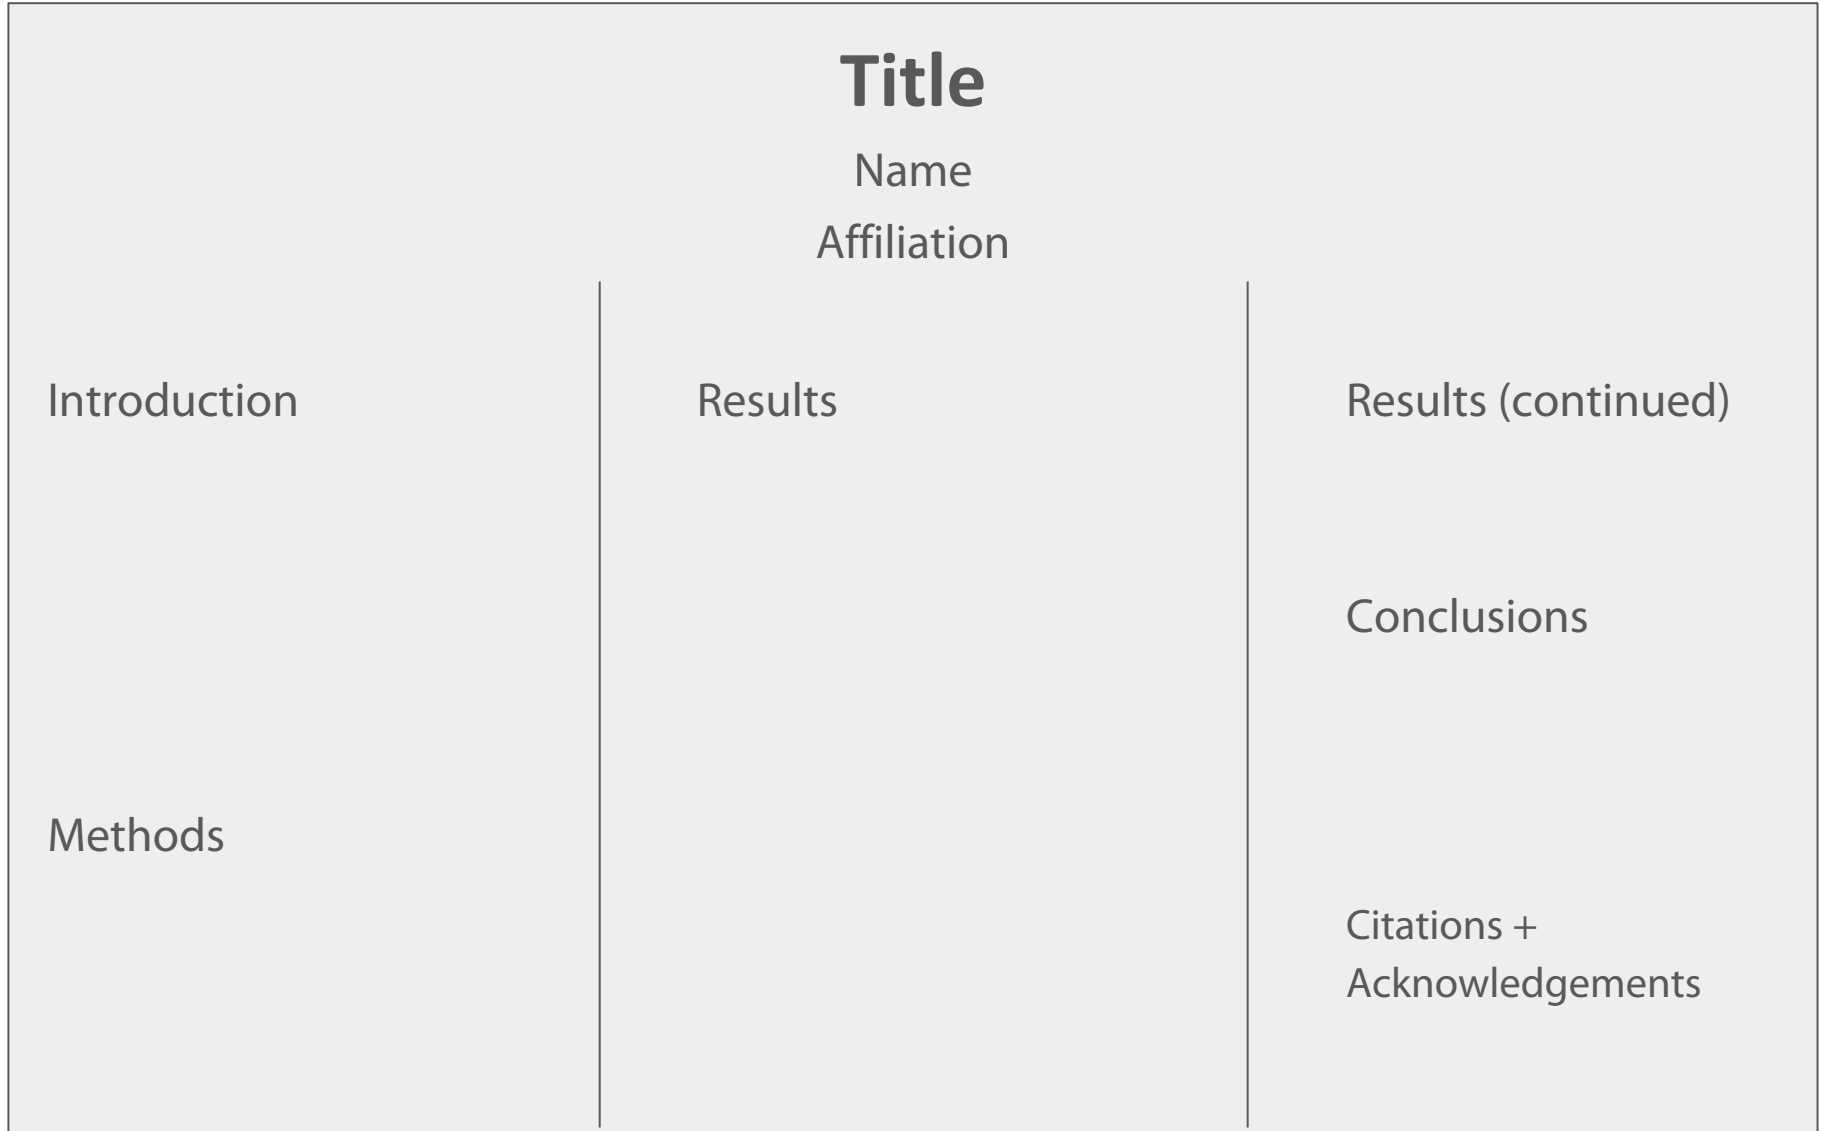 Title
Name
Affiliation
Introduction
Methods
Results
Results (continued)
Conclusions
Citations +
Acknowledgements